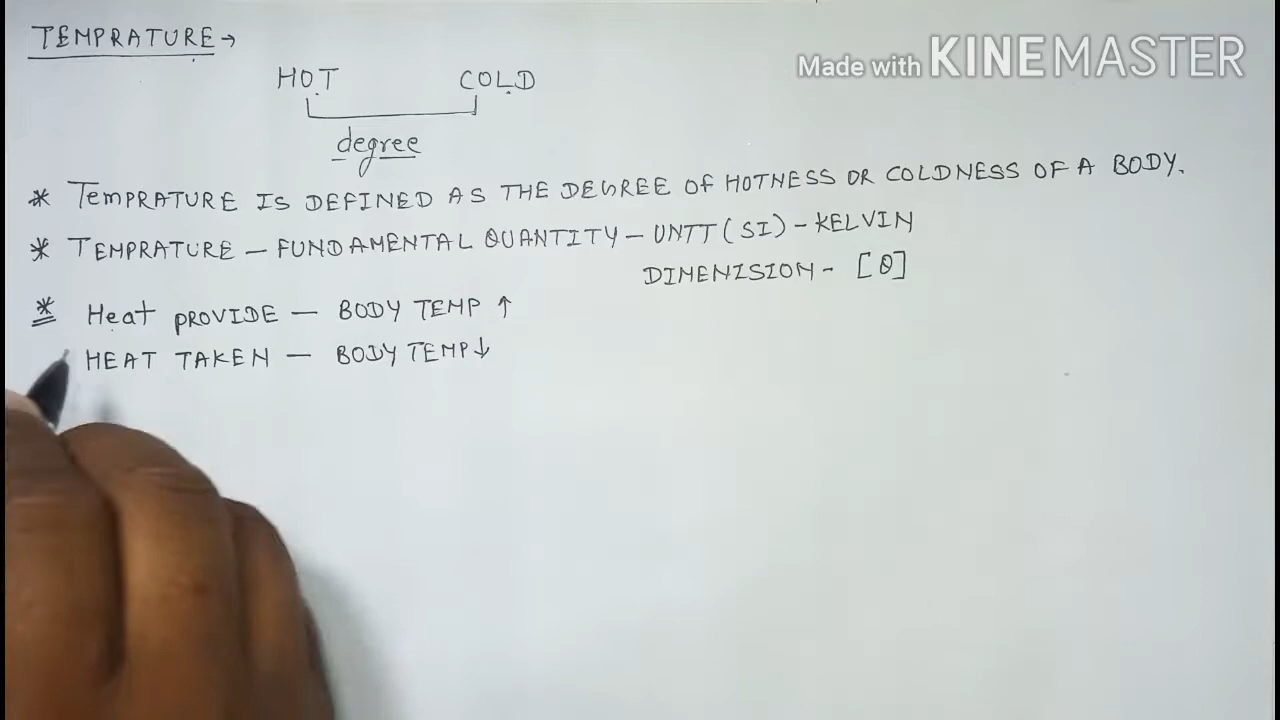 TEMPRATURE →
Made with KINEMASTER
HOT COLD
degree
* TEMPRATURE IS DEFINED AS THE DEGREE OF HOTNESS OR COLDNESS OF A BODY.
* TEMPRATURE - FUNDAMENTAL QUANTITY - UNIT (SI) - KELVIN
DIMENISION - [θ]
* Heat PROVIDE - BODY TEMP ↑
HEAT TAKEN - BODY TEMP ↓